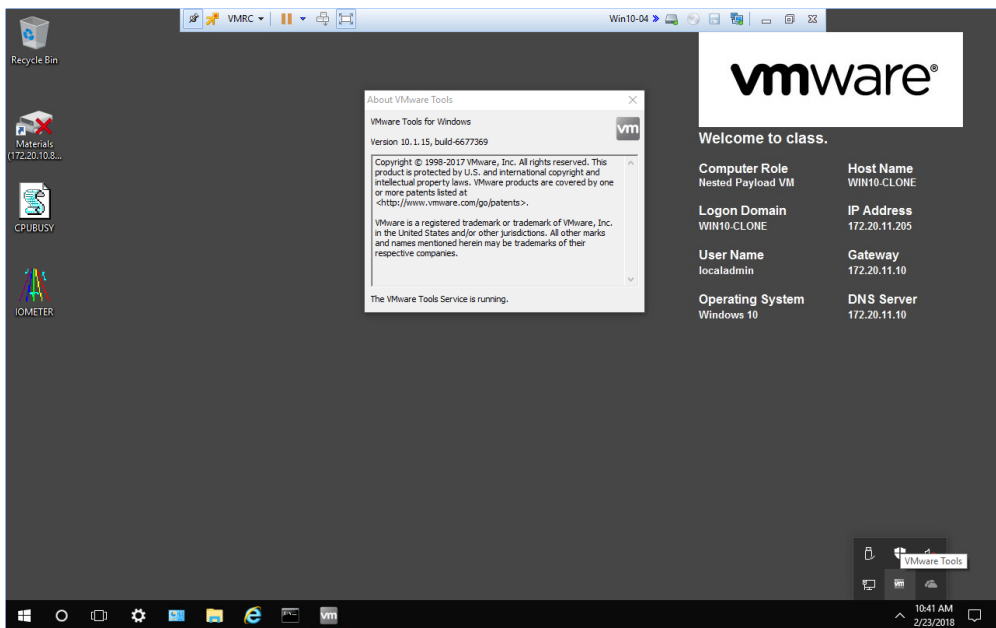 VMRC
Win10-04
Recycle Bin
Materials
(172.20.10.8...
CPUBUSY
IOMETER
About VMware Tools
VMware Tools for Windows
Version 10.1.15, build-6677369
vm
Copyright © 1998-2017 VMware, Inc. All rights reserved. This
product is protected by U.S. and international copyright and
intellectual property laws. VMware products are covered by one
or more patents listed at
<http://www.vmware.com/go/patents>.
VMware is a registered trademark or trademark of VMware, Inc.
in the United States and/or other jurisdictions. All other marks
and names mentioned herein may be trademarks of their
respective companies.
The VMware Tools Service is running.
vmware®
Welcome to class.
Computer Role
Nested Payload VM
Host Name
WIN10-CLONE
Logon Domain
WIN10-CLONE
IP Address
172.20.11.205
User Name
localadmin
Gateway
172.20.11.10
Operating System
Windows 10
DNS Server
172.20.11.10
VMware Tools
vm
vm
10:41 AM
2/23/2018